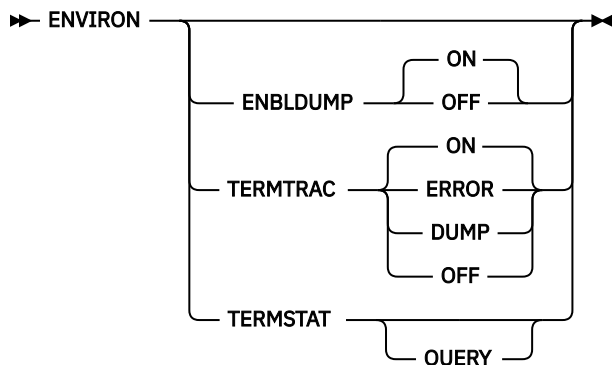 ENVIRON
ON
ENBLDUMP OFF
ON
TERMTRAC ERROR
DUMP
OFF
TERMSTAT
QUERY